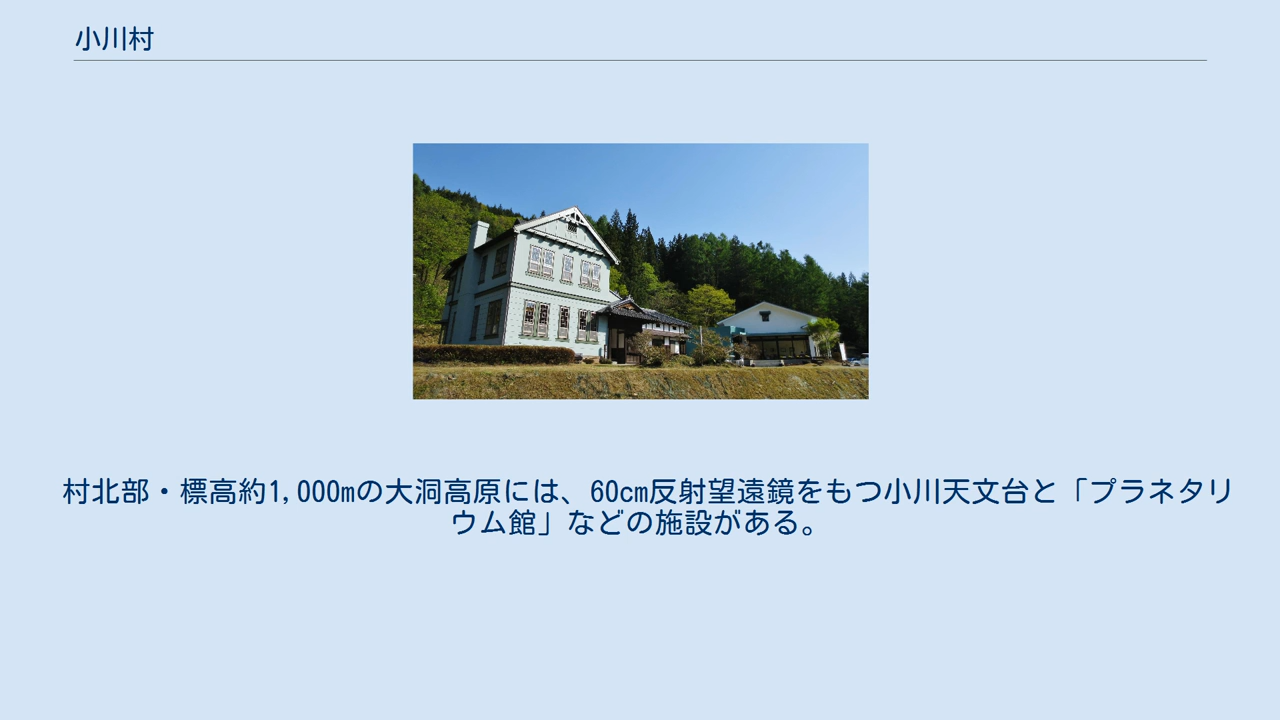 小川村
村北部・標高約1,000mの大洞高原には、60cm反射望遠鏡をもつ小川天文台と「プラネタリ
ウム館」などの施設がある。